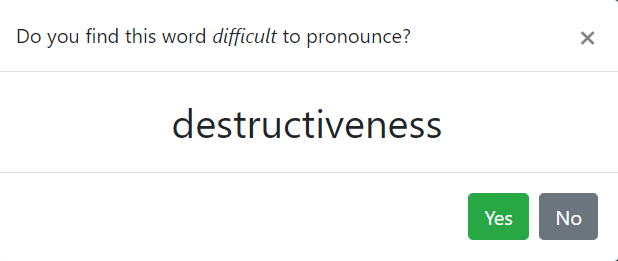 Do you find this word difficult to pronounce? ×
destructiveness
Yes No